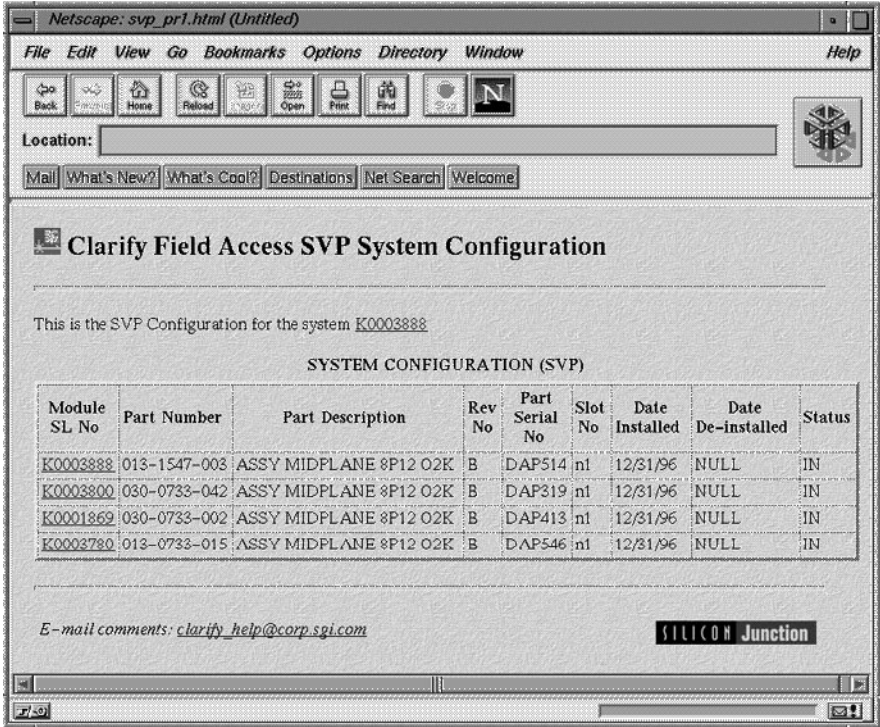 Netscape: svp_pr1.html (Untitled)
File Edit View Go Bookmarks Options Directory Window Help
Back Forward Home Reload Images Open Print Find Stop N
Location:
Mail What's New? What's Cool? Destinations Net Search Welcome
Clarify Field Access SVP System Configuration
This is the SVP Configuration for the system K0003888
SYSTEM CONFIGURATION (SVP)
Module SL No Part Number Part Description Rev No Part Serial No Slot No Date Installed Date De-installed Status
K0003888 013-1547-003 ASSY MIDPLANE 8P12 O2K B DAP514 n1 12/31/96 NULL IN
K0003800 030-0733-042 ASSY MIDPLANE 8P12 O2K B DAP319 n1 12/31/96 NULL IN
K0001869 030-0733-002 ASSY MIDPLANE 8P12 O2K B DAP413 n1 12/31/96 NULL IN
K0003780 013-0733-015 ASSY MIDPLANE 8P12 O2K B DAP546 n1 12/31/96 NULL IN
E-mail comments: clarify_help@corp.sgi.com
SILICON Junction